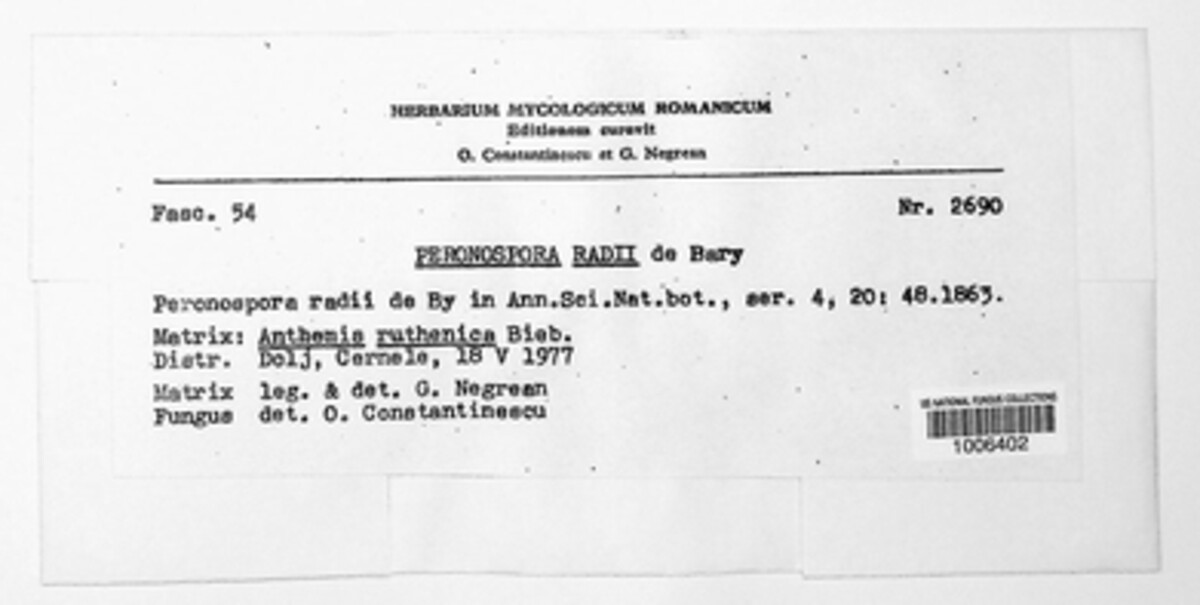 HERBARIUM MYCOLOGICUM ROMANICUM
Editionem curavit
O. Constantinescu et G. Negrean
Fasc. 54
Nr. 2690
PERONOSPORA RADII de Bary
Peronospora radii de By in Ann.Sci.Nat.bot., ser. 4, 20: 48.1863.
Matrix: Anthemis ruthenica Bieb.
Distr. Dolj, Cernele, 18 V 1977
Matrix leg. & det. G. Negrean
Fungus det. O. Constantinescu
US NATIONAL FUNGUS COLLECTIONS
1006402